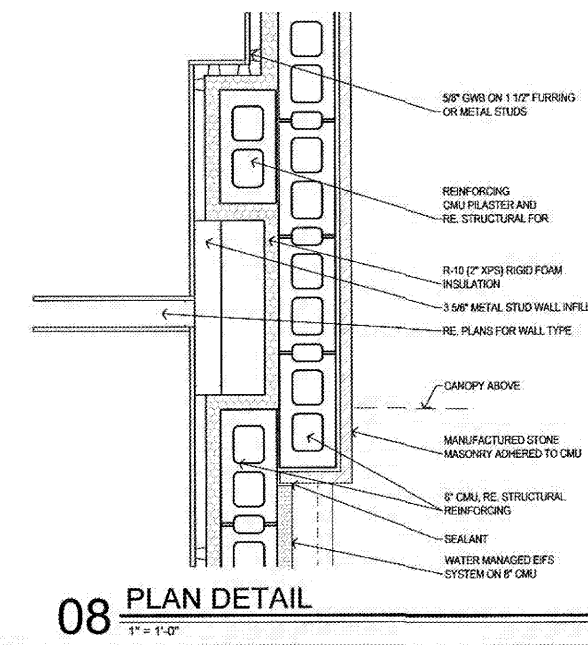 5/8" GWB ON 1 1/2" FURRING
OR METAL STUDS
REINFORCING
CMU PILASTER AND
RE. STRUCTURAL FOR
R-10 (2" XPS) RIGID FOAM
INSULATION
3 5/8" METAL STUD WALL INFILL
RE. PLANS FOR WALL TYPE
CANOPY ABOVE
MANUFACTURED STONE
MASONRY ADHERED TO CMU
8" CMU, RE. STRUCTURAL
REINFORCING
SEALANT
WATER MANAGED EIFS
SYSTEM ON 8" CMU
08 PLAN DETAIL
1" = 1'-0"